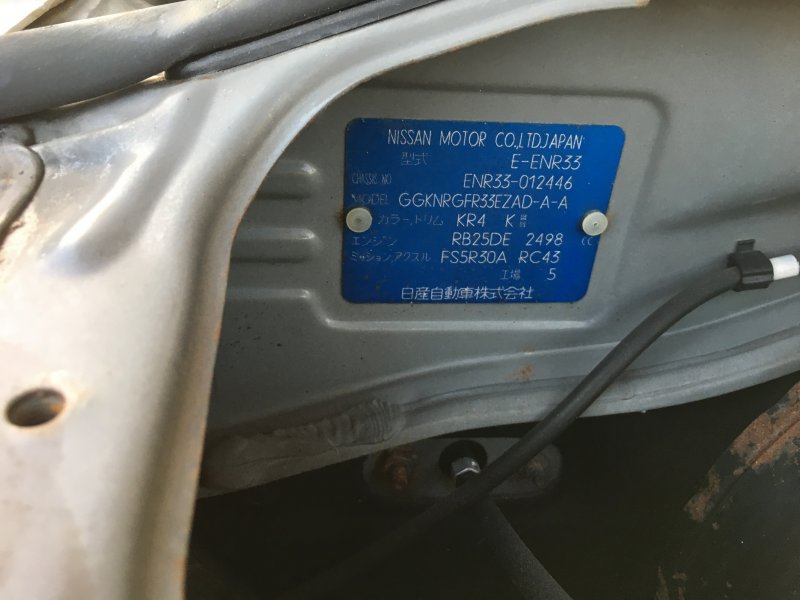 NISSAN MOTOR CO.,LTD.JAPAN
型式 E-ENR33
CHASSIS NO ENR33-012446
MODEL GGKNRGFR33EZAD-A-A
カラー,トリム KR4 K
エンジン RB25DE 2498 CC
ミッション,アクスル FS5R30A RC43
工場 5
日産自動車株式会社